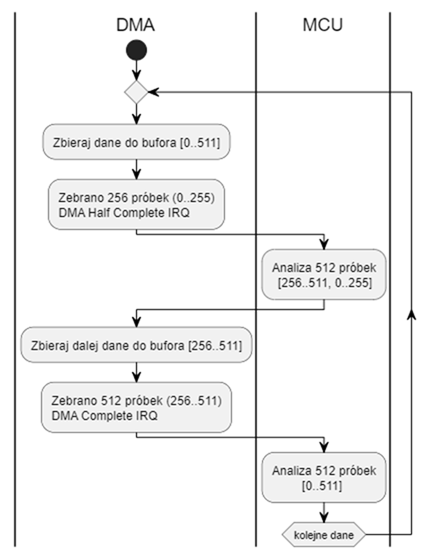 DMA
MCU
Zbieraj dane do bufora [0..511]
Zebrano 256 próbek (0..255)
DMA Half Complete IRQ
Analiza 512 próbek
[256..511, 0..255]
Zbieraj dalej dane do bufora [256..511]
Zebrano 512 próbek (256..511)
DMA Complete IRQ
Analiza 512 próbek
[0..511]
kolejne dane